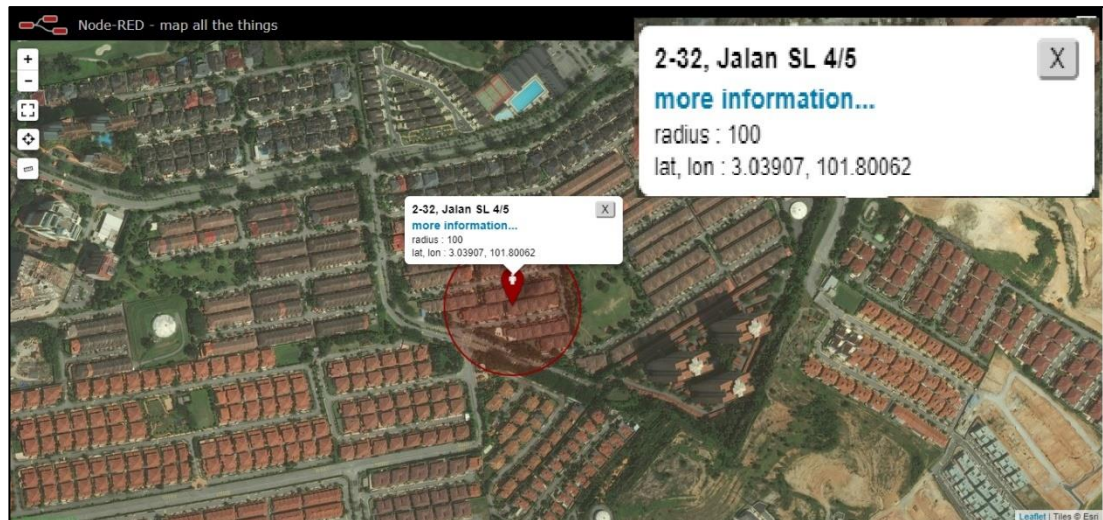 Node-RED - map all the things
+
-
2-32, Jalan SL 4/5
X
more information...
radius : 100
lat, lon : 3.03907, 101.80062
2-32, Jalan SL 4/5
X
more information...
radius : 100
lat, lon : 3.03907, 101.80062
Leaflet | Tiles © Esri